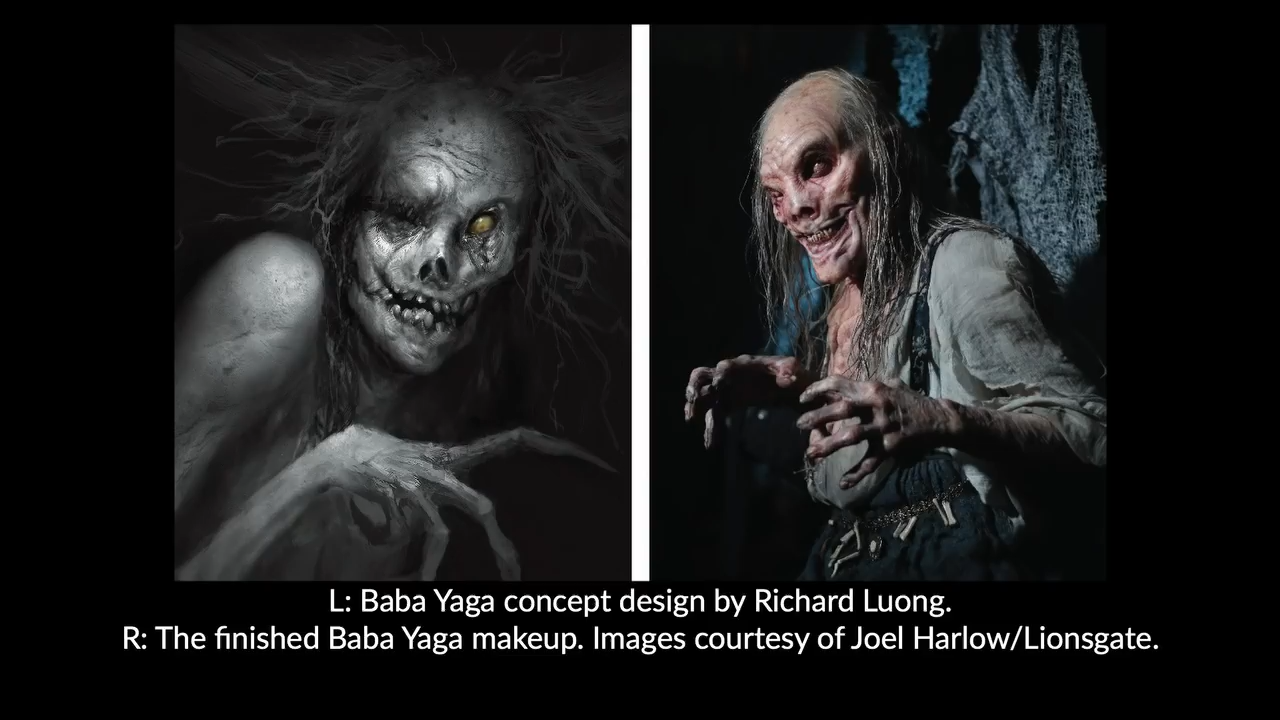 L: Baba Yaga concept design by Richard Luong.
R: The finished Baba Yaga makeup. Images courtesy of Joel Harlow/Lionsgate.